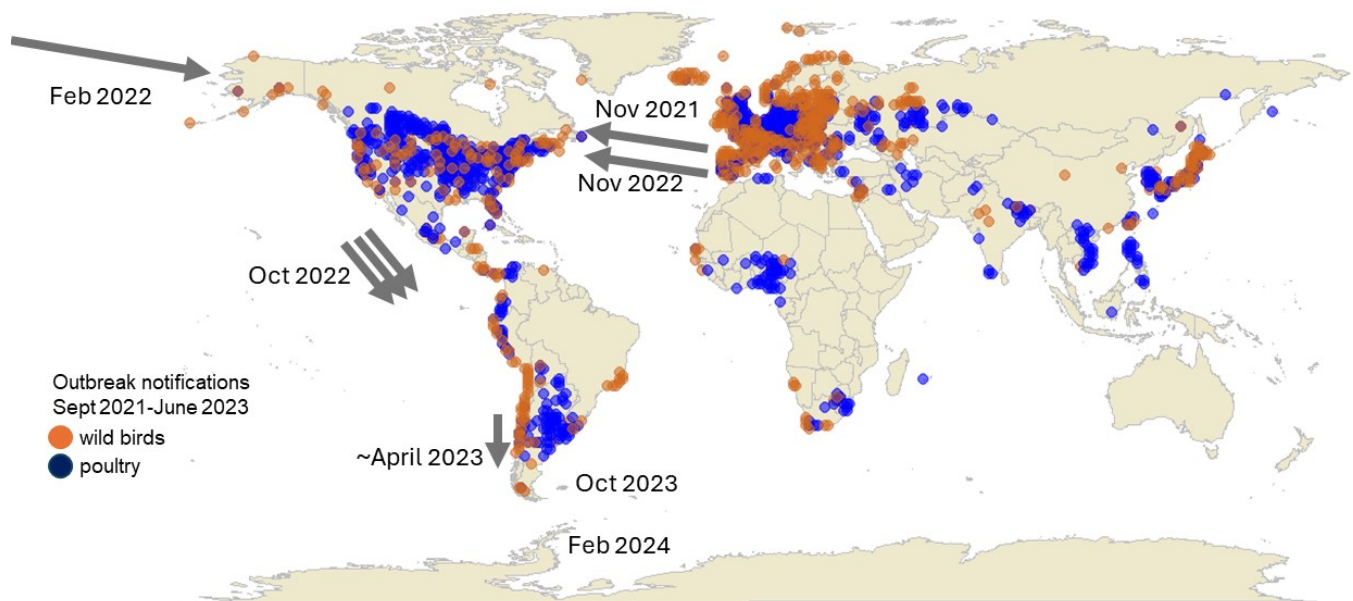 Feb 2022
Nov 2021
Nov 2022
Oct 2022
Outbreak notifications
Sept 2021-June 2023
wild birds
poultry
~April 2023
Oct 2023
Feb 2024